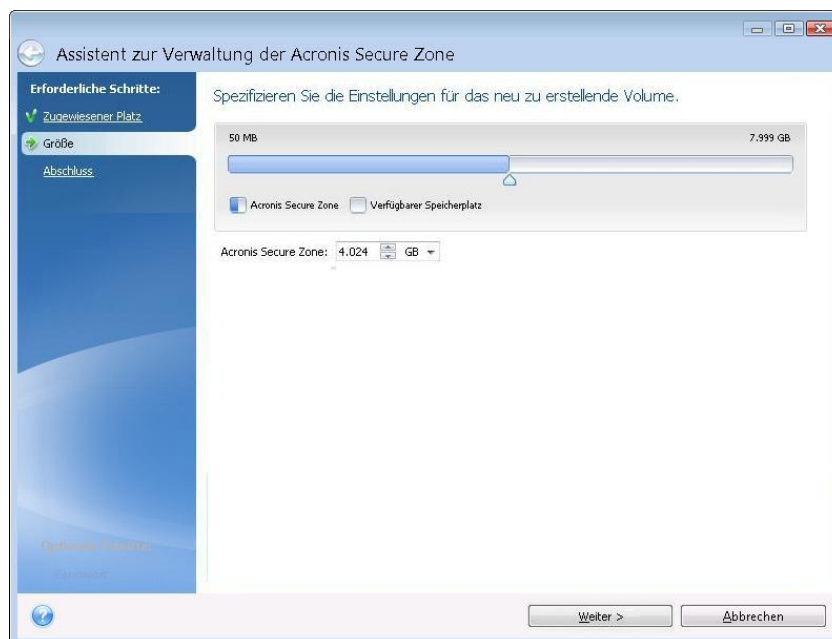 Assistent zur Verwaltung der Acronis Secure Zone
Erforderliche Schritte:
Zugewiesener Platz
Größe
Abschluss
Spezifizieren Sie die Einstellungen für das neu zu erstellende Volume.
50 MB 7.999 GB
Acronis Secure Zone Verfügbarer Speicherplatz
Acronis Secure Zone: 4.024 GB
Weiter > Abbrechen